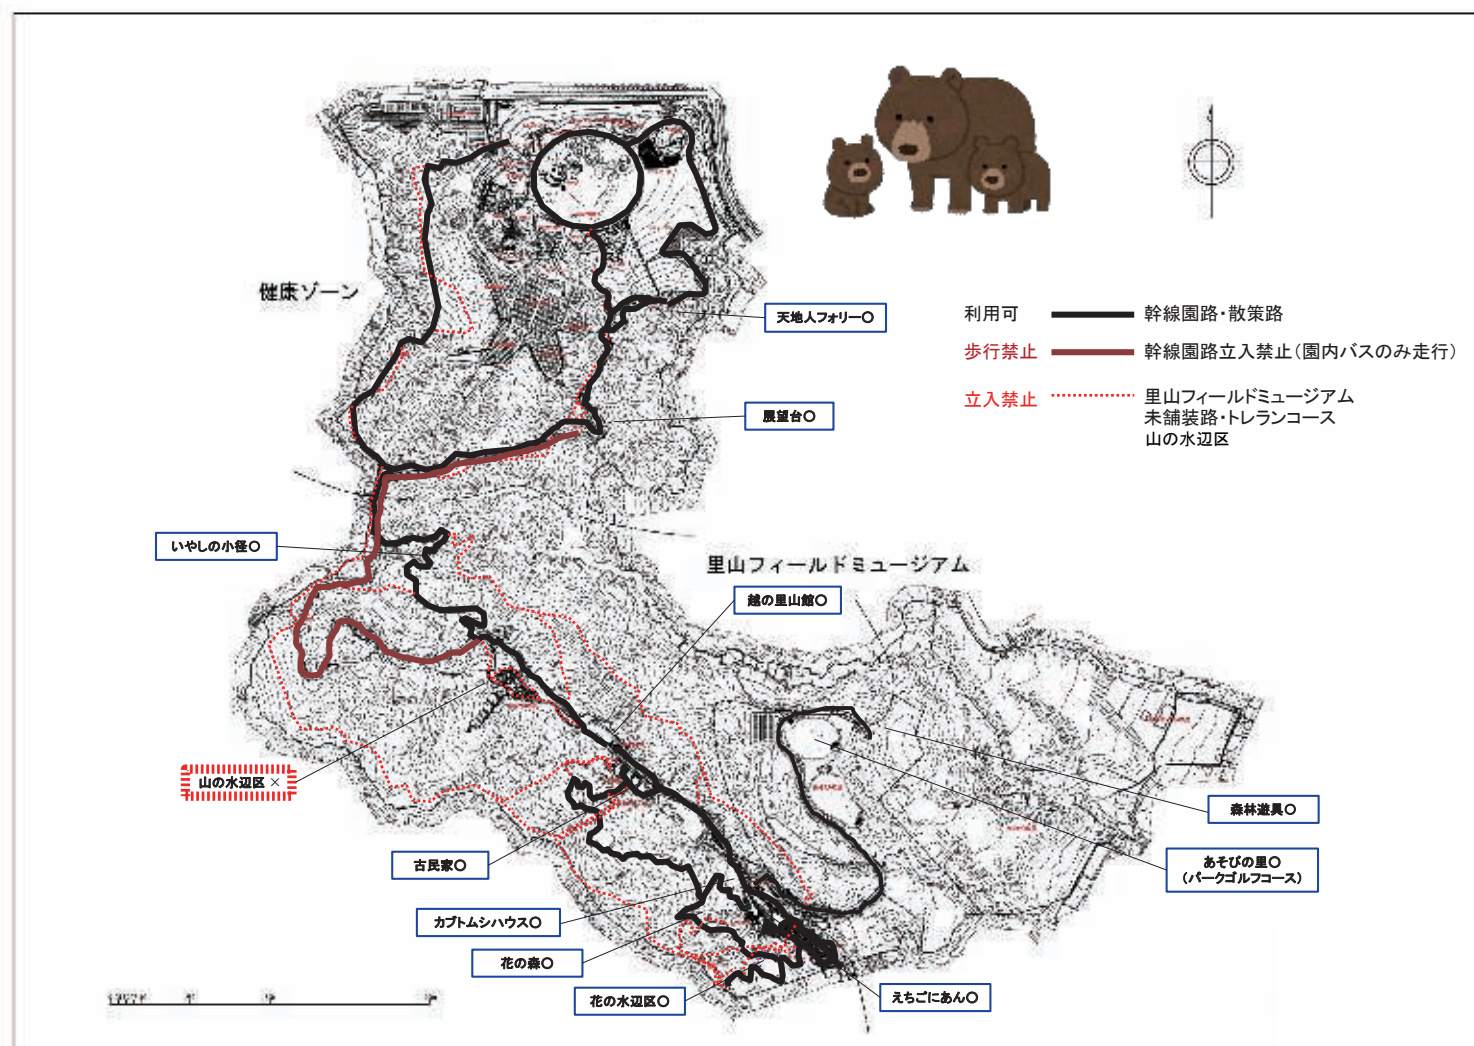 健康ゾーン
天地人フォリー○
利用可 幹線園路・散策路
歩行禁止 幹線園路立入禁止(園内バスのみ走行)
立入禁止 里山フィールドミュージアム
未舗装路・トレランコース
山の水辺区
展望台○
いやしの小径○
里山フィールドミュージアム
越の里山館○
山の水辺区 ×
森林遊具○
古民家○
あそびの里○
(パークゴルフコース)
カブトムシハウス○
花の森○
花の水辺区○
えちごにあん○